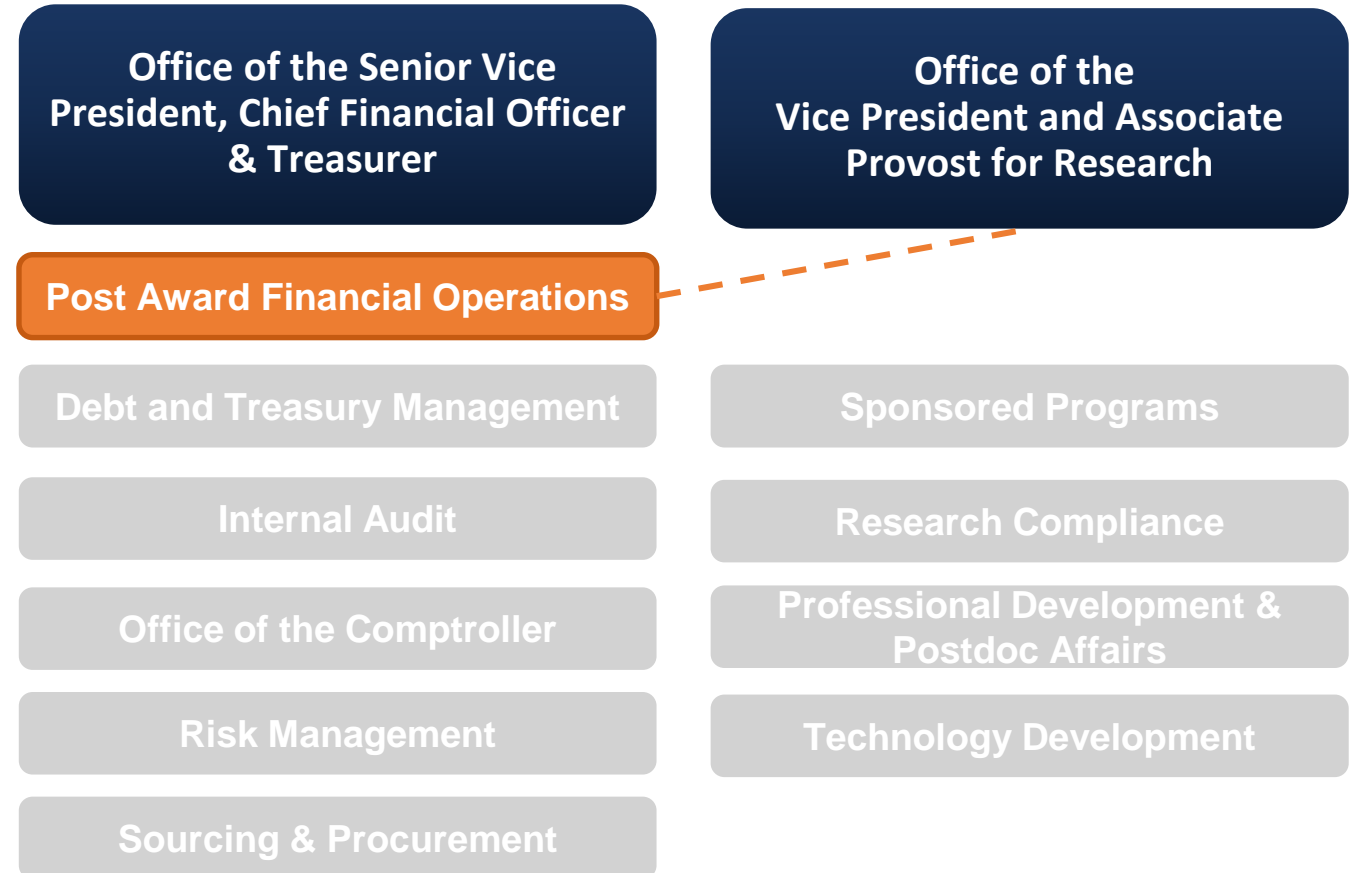 Office of the Senior Vice
President, Chief Financial Officer
& Treasurer
Office of the
Vice President and Associate
Provost for Research
Post Award Financial Operations
Debt and Treasury Management
Internal Audit
Office of the Comptroller
Risk Management
Sourcing & Procurement
Sponsored Programs
Research Compliance
Professional Development &
Postdoc Affairs
Technology Development